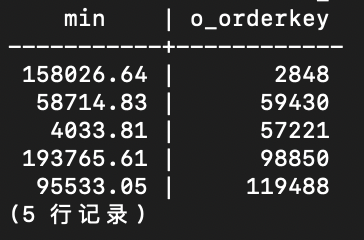 min | o_orderkey
-----------+------------
158026.64 | 2848
58714.83 | 59430
4033.81 | 57221
193765.61 | 98850
95533.05 | 119488
(5 行记录)